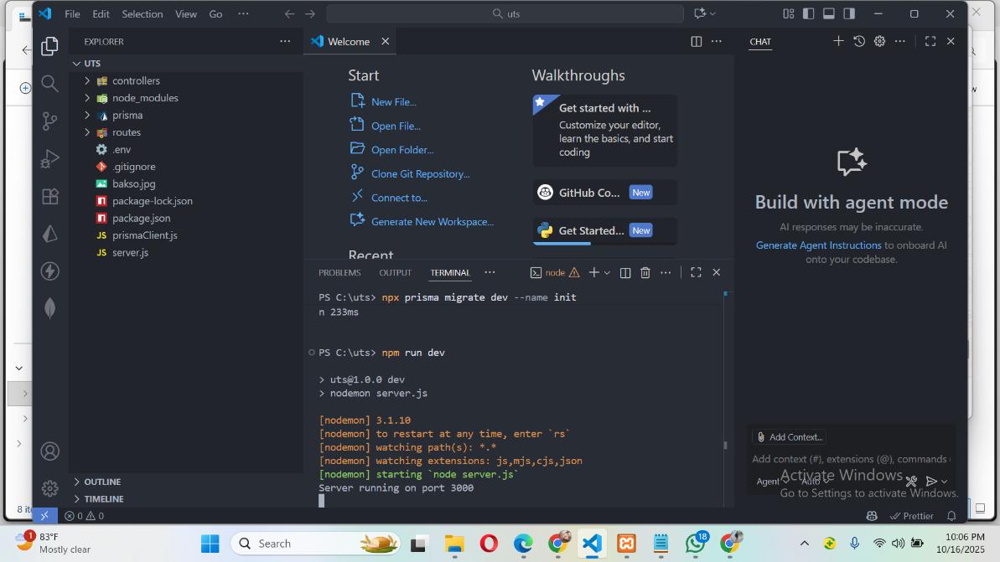 File Edit Selection View Go ···
uts
EXPLORER ···
UTS
controllers
node_modules
prisma
routes
.env
.gitignore
bakso.jpg
package-lock.json
package.json
JS prismaClient.js
JS server.js
OUTLINE
TIMELINE
Welcome
Start
New File...
Open File...
Open Folder...
Clone Git Repository...
Connect to...
Generate New Workspace...
Recent
Walkthroughs
Get started with ...
Customize your editor,
learn the basics, and start
coding
GitHub Co... New
Get Started... New
PROBLEMS OUTPUT TERMINAL ··· node
PS C:\uts> npx prisma migrate dev --name init
n 233ms
PS C:\uts> npm run dev
> uts@1.0.0 dev
> nodemon server.js
[nodemon] 3.1.10
[nodemon] to restart at any time, enter `rs`
[nodemon] watching path(s): *.*
[nodemon] watching extensions: js,mjs,cjs,json
[nodemon] starting `node server.js`
Server running on port 3000
CHAT
Build with agent mode
AI responses may be inaccurate.
Generate Agent Instructions to onboard AI
onto your codebase.
Add Context...
Add context (#), extensions (@), commands
Agent Auto
Activate Windows
Go to Settings to activate Windows.
0 0
Prettier
8 ite
1
83°F
Mostly clear
Search
18
10:06 PM
10/16/2025